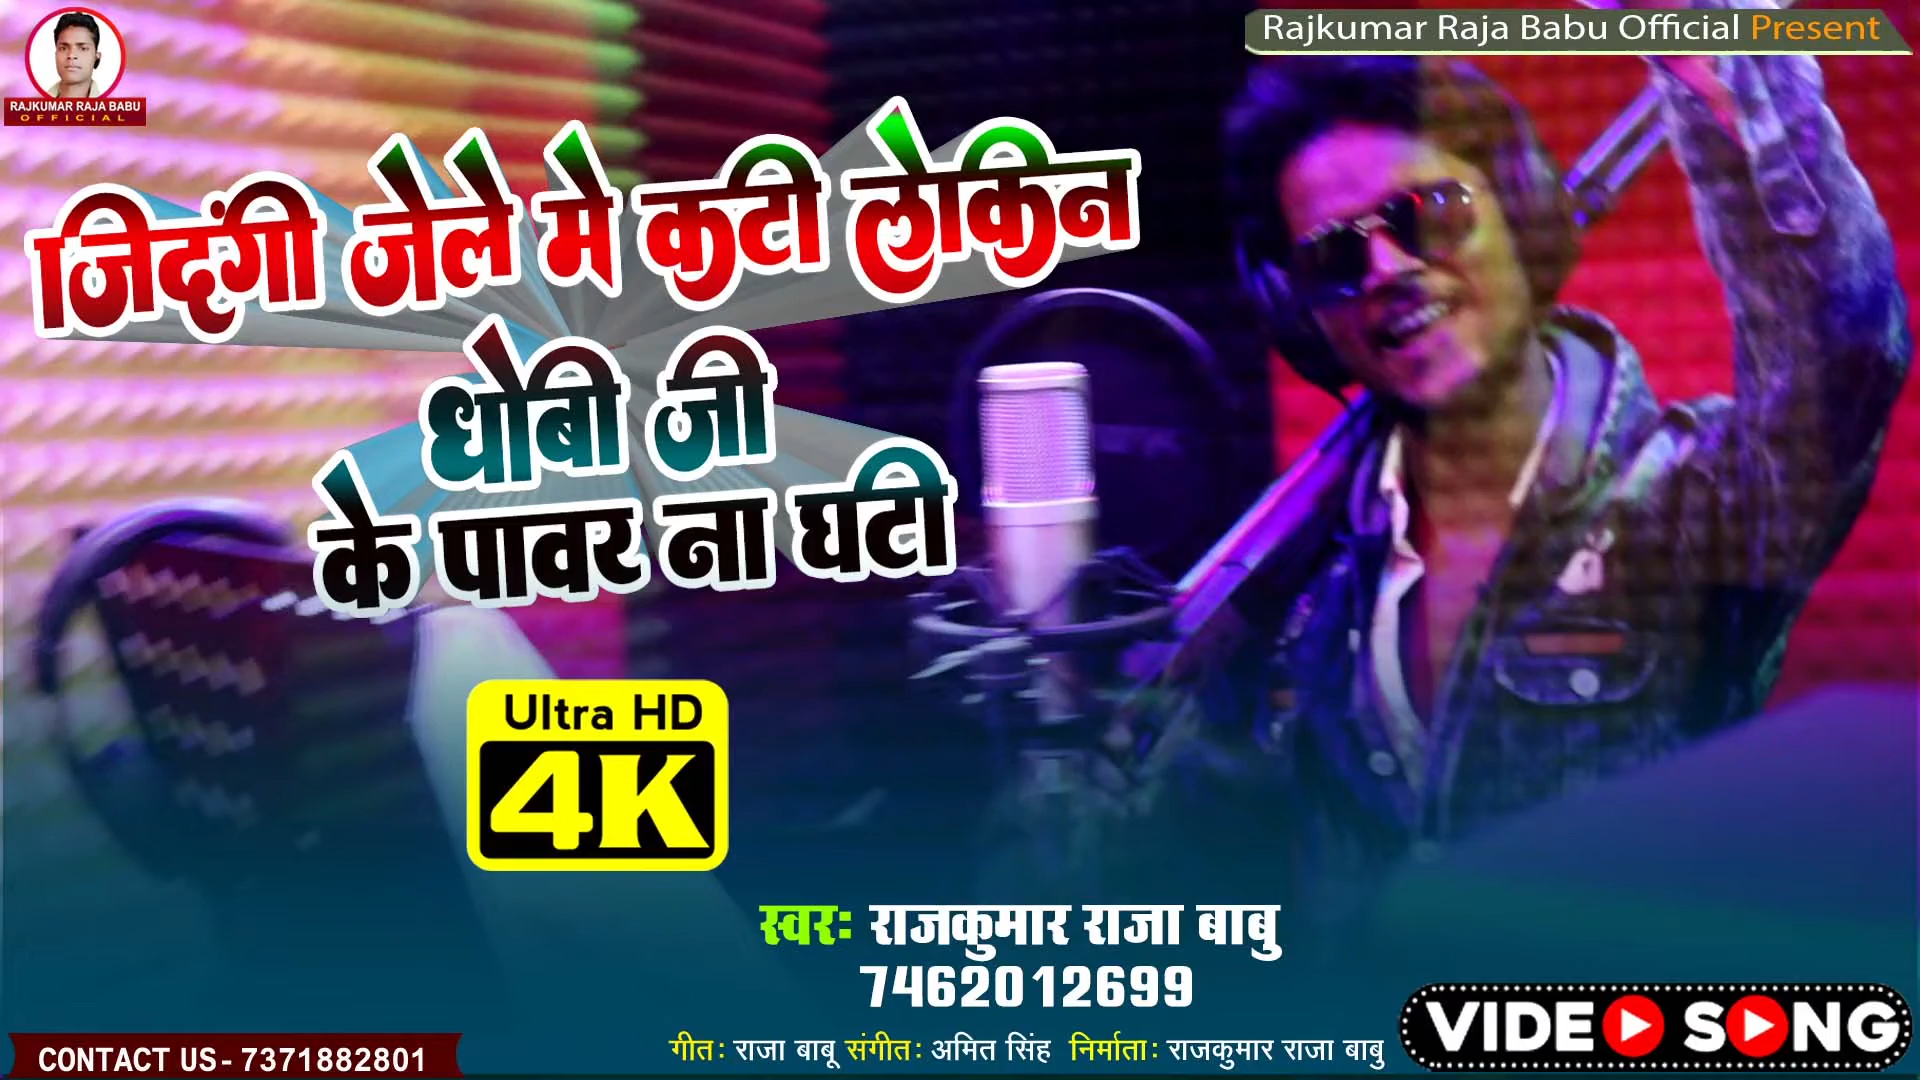 Rajkumar Raja Babu Official Present
RAJKUMAR RAJA BABU
OFFICIAL
जिदगंी जेले मे कटी लेकिन
धोबी जी
के पावर ना घटी
Ultra HD
4K
स्वरः राजकुमार राजा बाबु
7462012699
गीतः राजा बाबू संगीतः अमित सिंह निर्माताः राजकुमार राजा बाबु
CONTACT US- 7371882801
VIDEO SONG